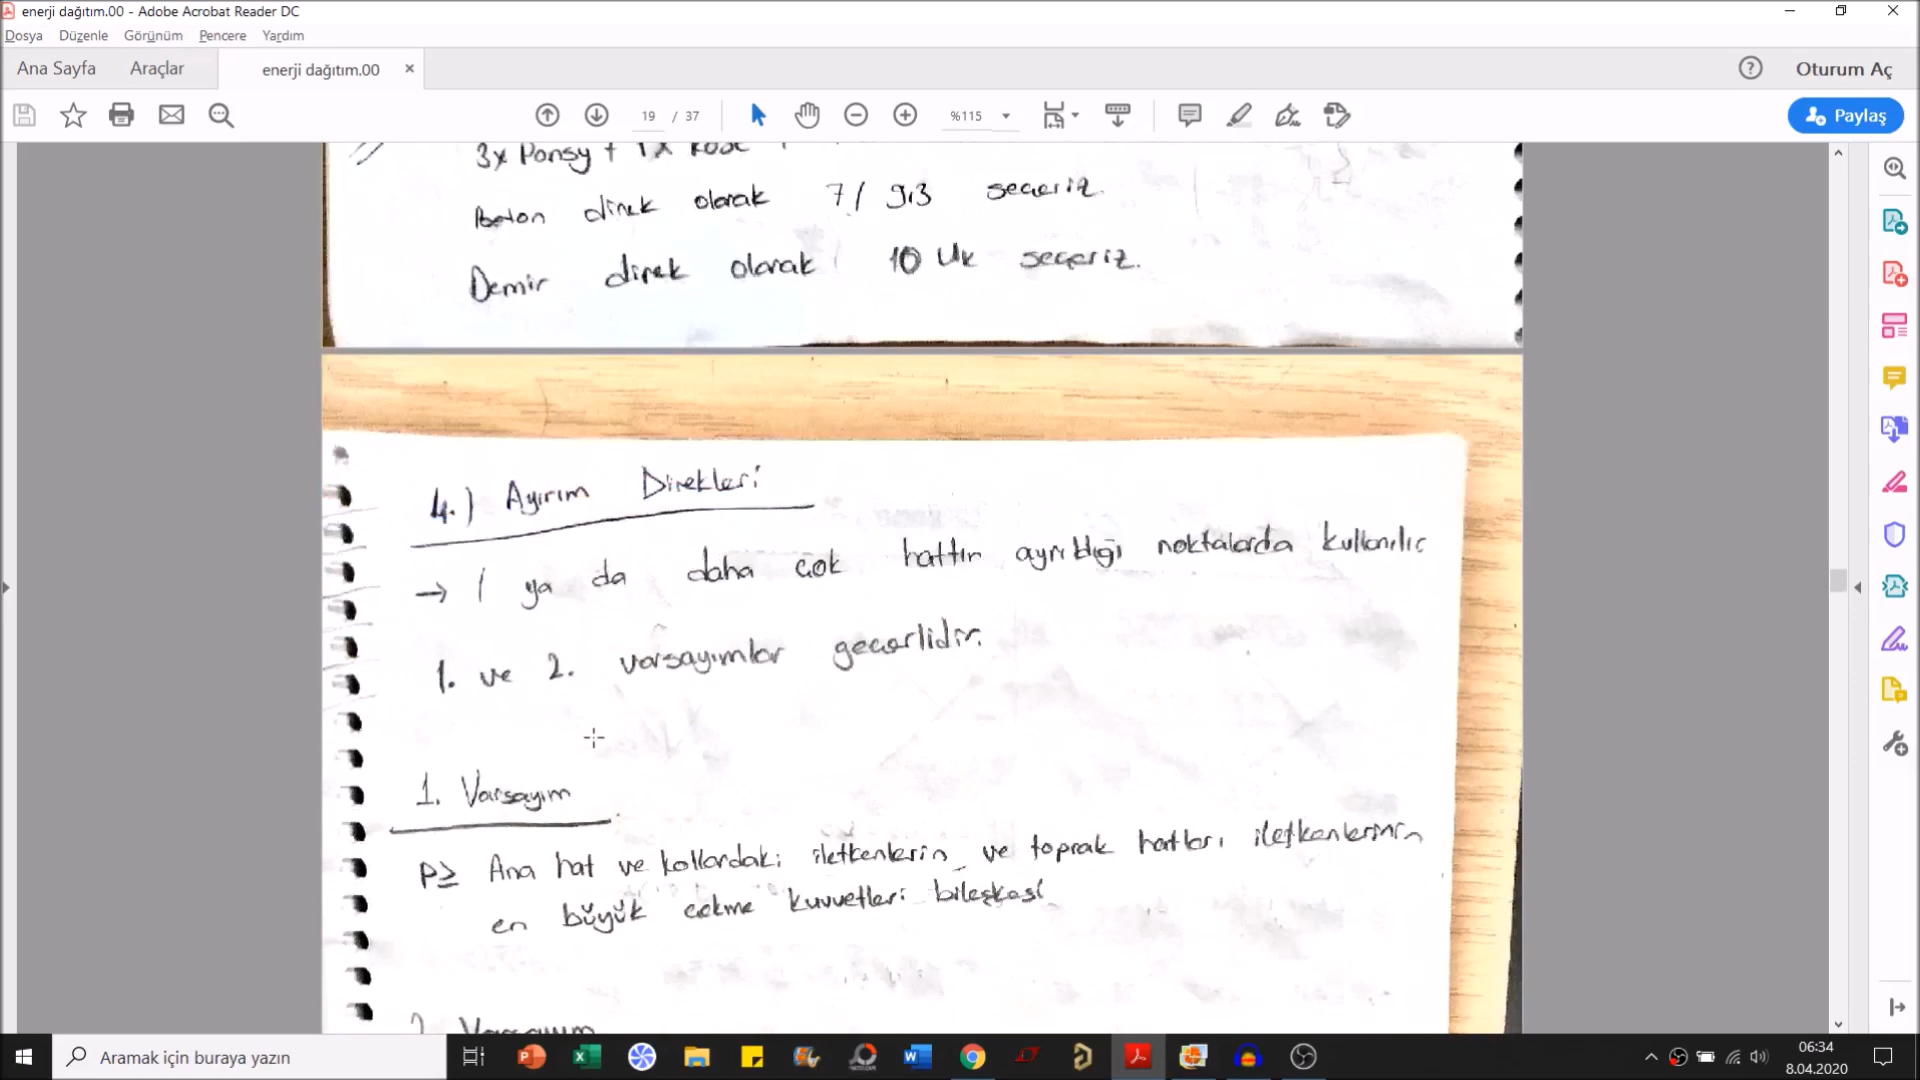 enerji dağıtım.00 - Adobe Acrobat Reader DC
Dosya Düzenle Görünüm Pencere Yardım
Ana Sayfa Araçlar enerji dağıtım.00 Oturum Aç
19 / 37 %115 Paylaş
3x Pansy + 1x
Beton direk olarak 7/ 9,3 seçeriz.
Demir direk olarak 10 Uk seçeriz.
4.) Ayırım Direkleri
→ 1 ya da daha çok hattın ayrıldığı noktalarda kullanılır
1. ve 2. varsayımlar geçerlidir.
1. Varsayım
P≥ Ana hat ve kollardaki iletkenlerin ve toprak hatları iletkenlerinin
en büyük çekme kuvvetleri bileşkesi
2. Varsayım
Aramak için buraya yazın
06:34
8.04.2020